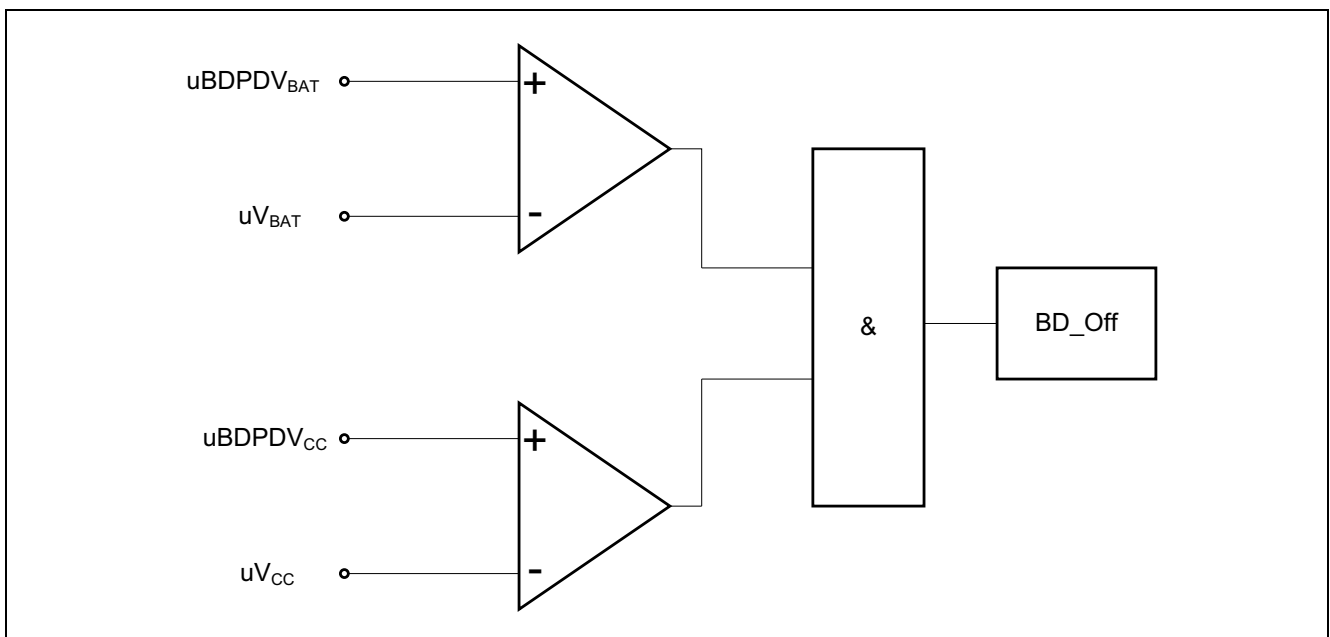 uBDPDVBAT
+
uVBAT
-
&
BD_Off
uBDPDVCC
+
uVCC
-